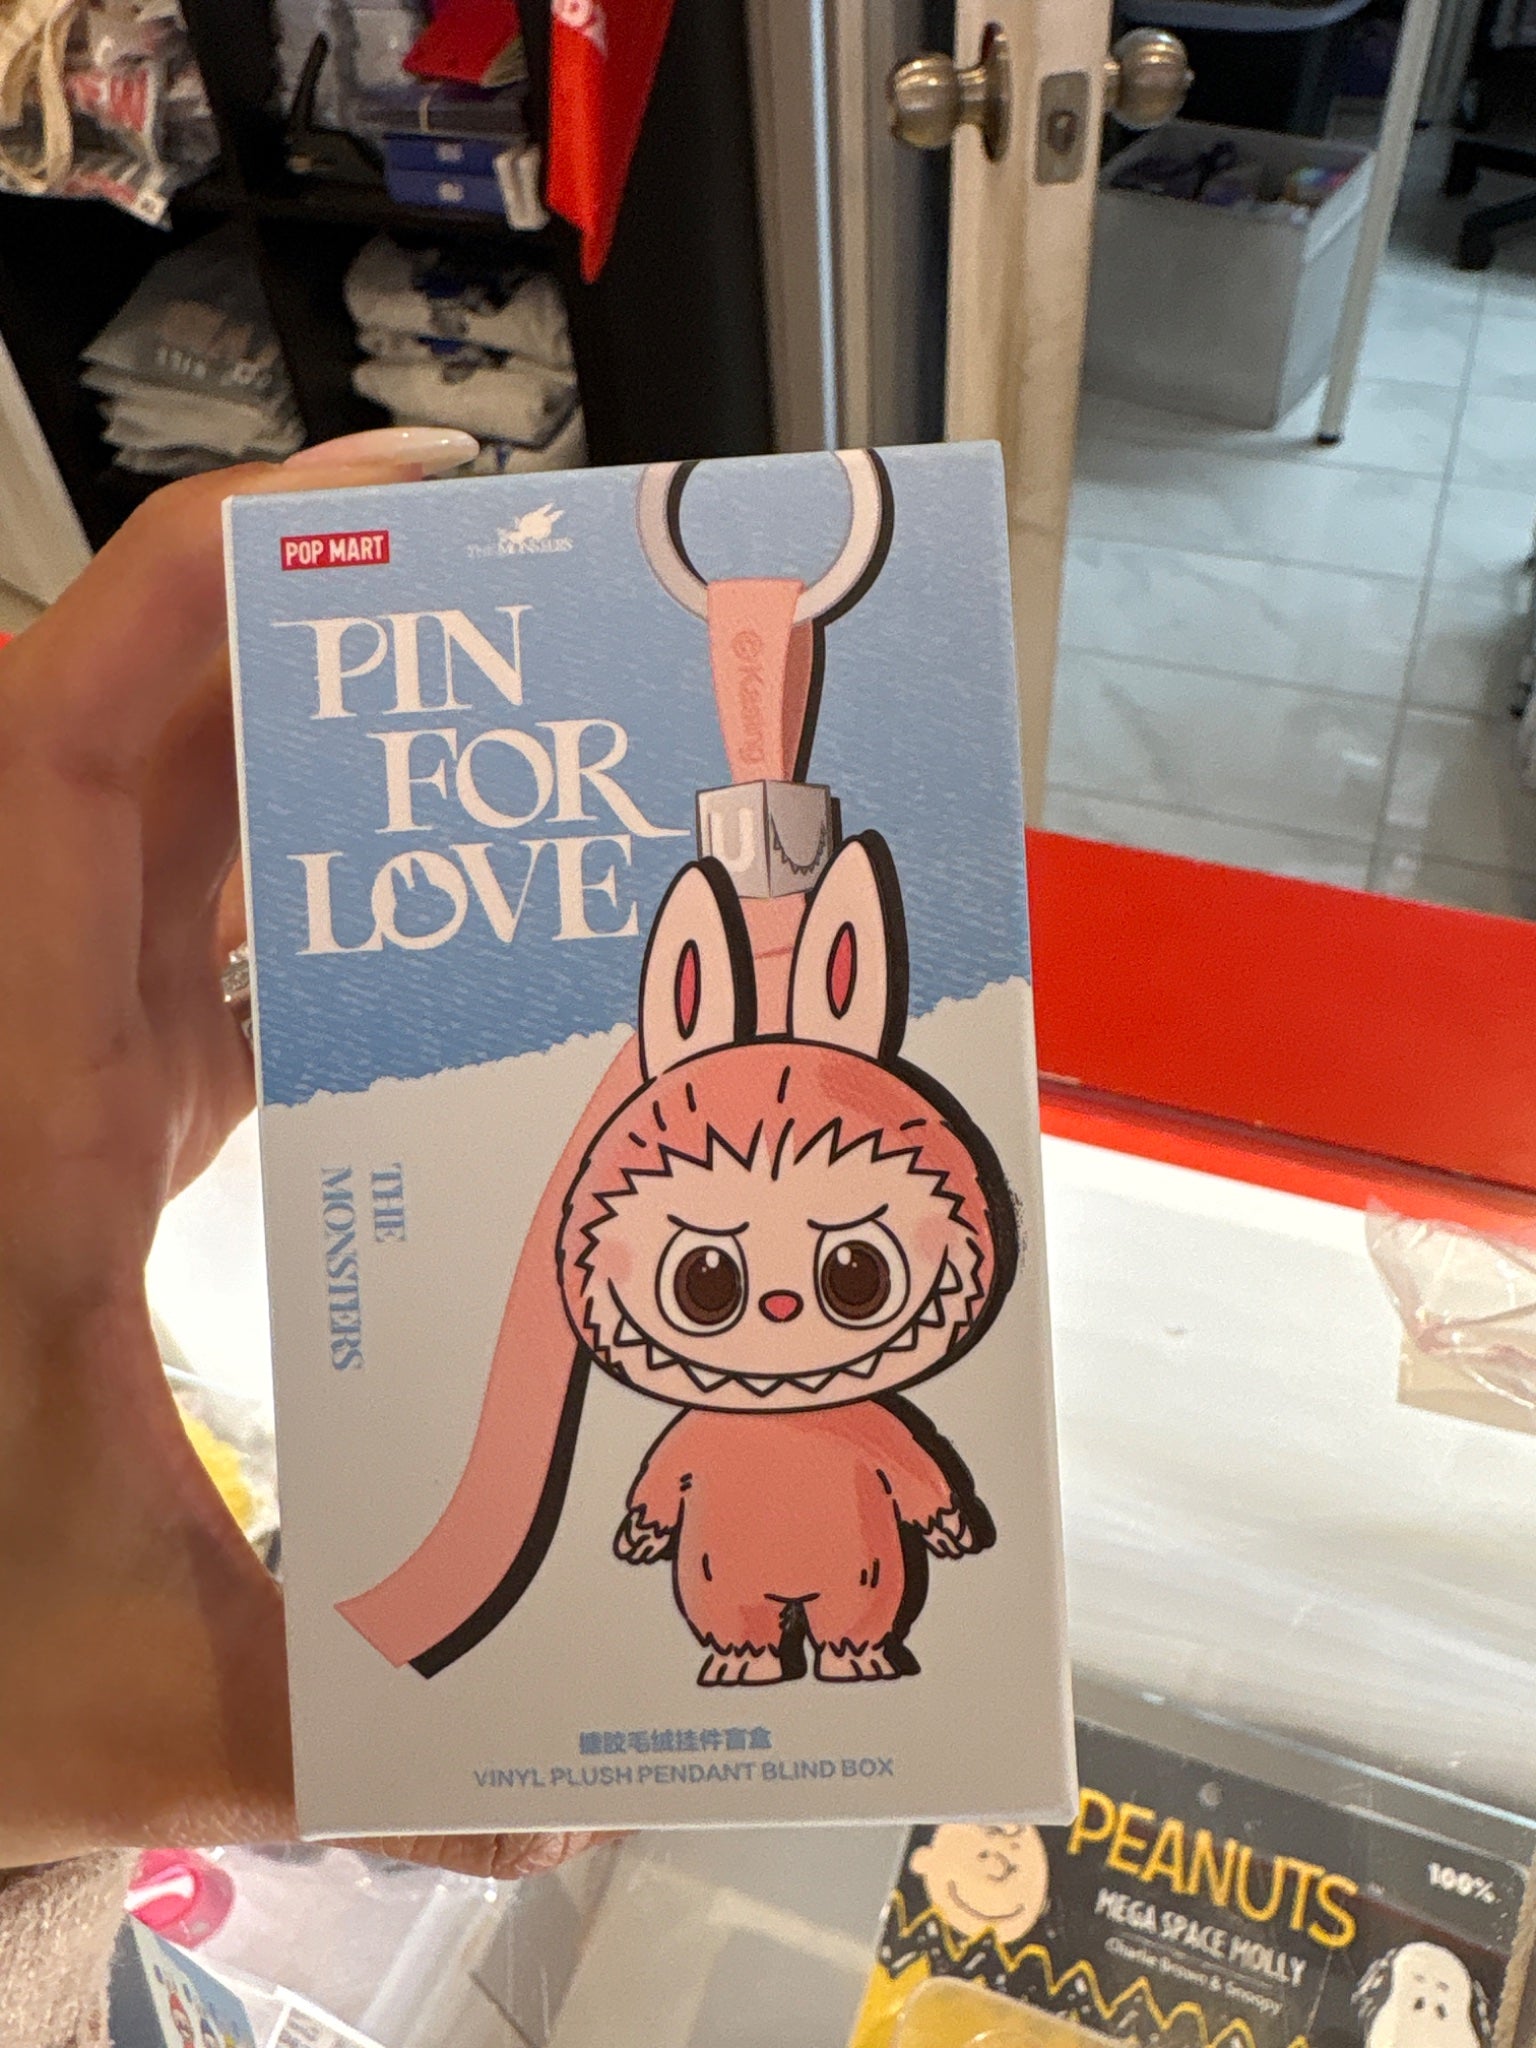 POP MART
THE MONSTERS
PIN
FOR
LOVE
© Kasing
U
THE
MONSTERS
搪胶毛绒挂件盲盒
VINYL PLUSH PENDANT BLIND BOX
PEANUTS
100%
MEGA SPACE MOLLY
Charlie Brown & Snoopy